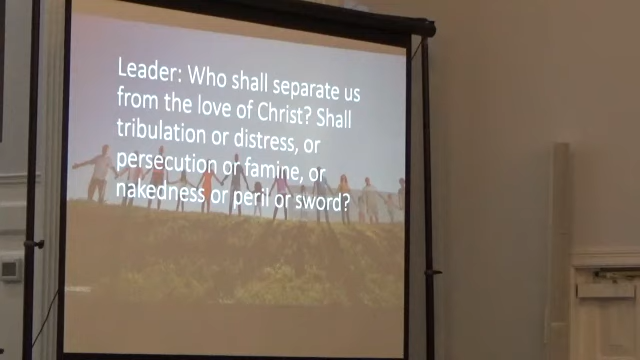 Leader: Who shall separate us
from the love of Christ? Shall
tribulation or distress, or
persecution or famine, or
nakedness or peril or sword?